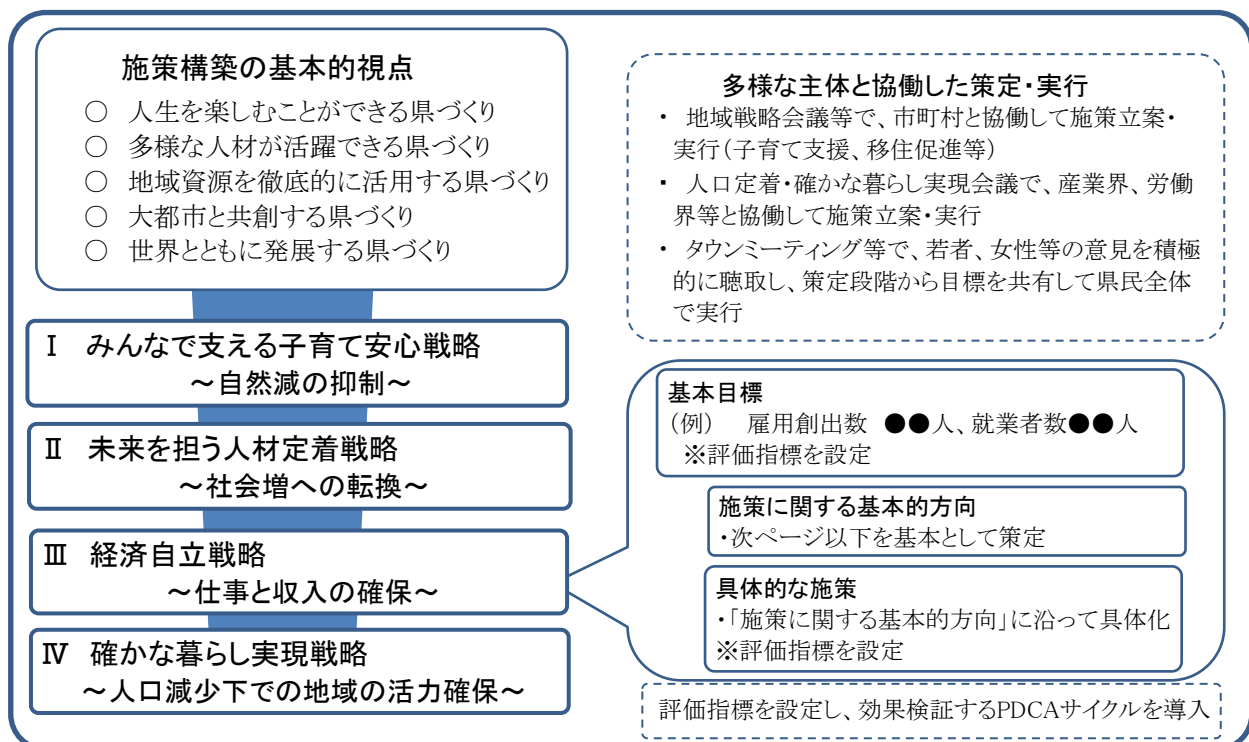 施策構築の基本的視点
○ 人生を楽しむことができる県づくり
○ 多様な人材が活躍できる県づくり
○ 地域資源を徹底的に活用する県づくり
○ 大都市と共創する県づくり
○ 世界とともに発展する県づくり
多様な主体と協働した策定・実行
・ 地域戦略会議等で、市町村と協働して施策立案・
実行(子育て支援、移住促進等)
・ 人口定着・確かな暮らし実現会議で、産業界、労働
界等と協働して施策立案・実行
・ タウンミーティング等で、若者、女性等の意見を積極
的に聴取し、策定段階から目標を共有して県民全体
で実行
Ⅰ みんなで支える子育て安心戦略
～自然減の抑制～
Ⅱ 未来を担う人材定着戦略
～社会増への転換～
Ⅲ 経済自立戦略
～仕事と収入の確保～
Ⅳ 確かな暮らし実現戦略
～人口減少下での地域の活力確保～
基本目標
(例) 雇用創出数 ●●人、就業者数●●人
※評価指標を設定
施策に関する基本的方向
・次ページ以下を基本として策定
具体的な施策
・「施策に関する基本的方向」に沿って具体化
※評価指標を設定
評価指標を設定し、効果検証するPDCAサイクルを導入